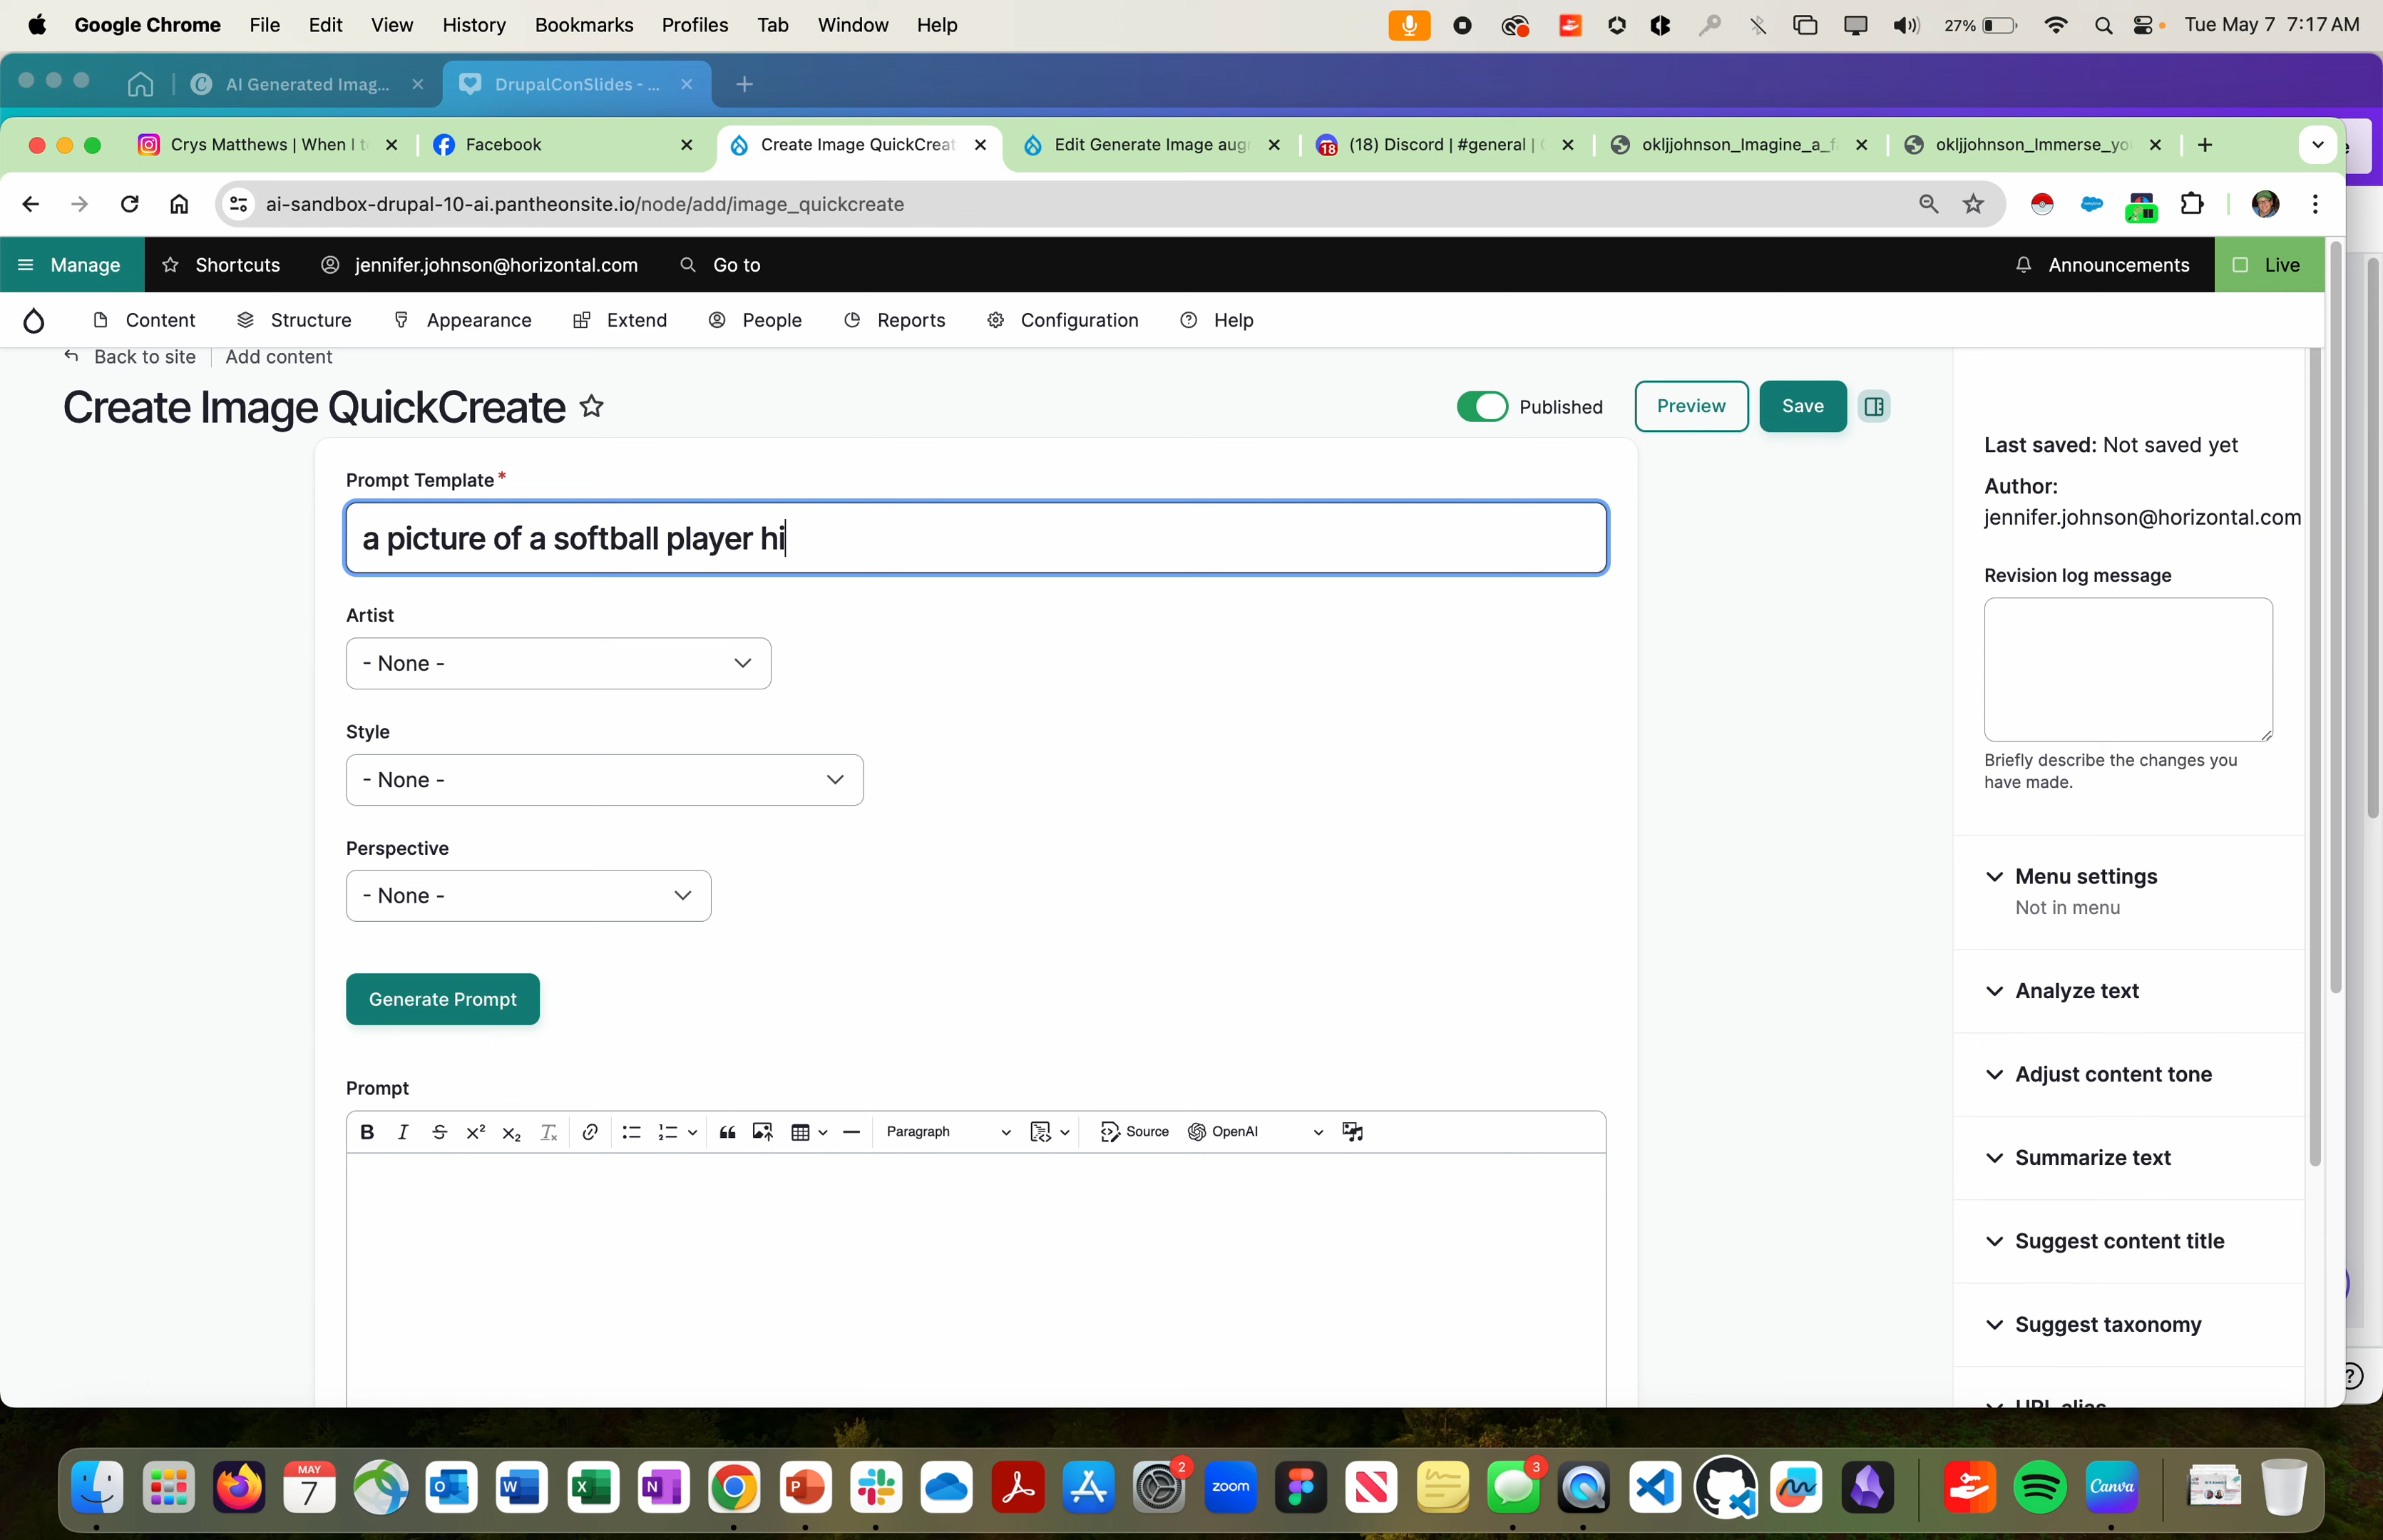 Google Chrome File Edit View History Bookmarks Profiles Tab Window Help 27% Tue May 7 7:17 AM
AI Generated Imag... DrupalConSlides - ...
Crys Matthews | When I t Facebook Create Image QuickCreat Edit Generate Image aug (18) Discord | #general | okljjohnson_Imagine_a_f okljjohnson_Immerse_yo
ai-sandbox-drupal-10-ai.pantheonsite.io/node/add/image_quickcreate
Manage Shortcuts jennifer.johnson@horizontal.com Go to Announcements Live
Content Structure Appearance Extend People Reports Configuration Help
Back to site Add content
Create Image QuickCreate Published Preview Save
Prompt Template *
a picture of a softball player hi
Artist
- None -
Style
- None -
Perspective
- None -
Generate Prompt
Prompt
Paragraph Source OpenAI
Last saved: Not saved yet
Author:
jennifer.johnson@horizontal.com
Revision log message
Briefly describe the changes you
have made.
Menu settings
Not in menu
Analyze text
Adjust content tone
Summarize text
Suggest content title
Suggest taxonomy
URL alias
MAY
7
2
zoom
3
Canva